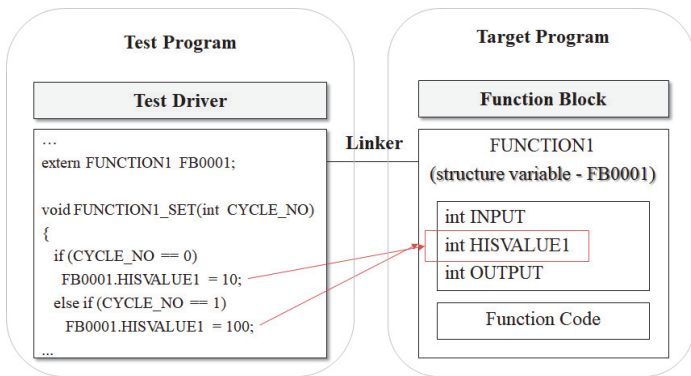 Test Program
Test Driver
…
extern FUNCTION1 FB0001;
void FUNCTION1_SET(int CYCLE_NO)
{
if (CYCLE_NO == 0)
FB0001.HISVALUE1 = 10;
else if (CYCLE_NO == 1)
FB0001.HISVALUE1 = 100;
...
Linker
Target Program
Function Block
FUNCTION1
(structure variable - FB0001)
int INPUT
int HISVALUE1
int OUTPUT
Function Code